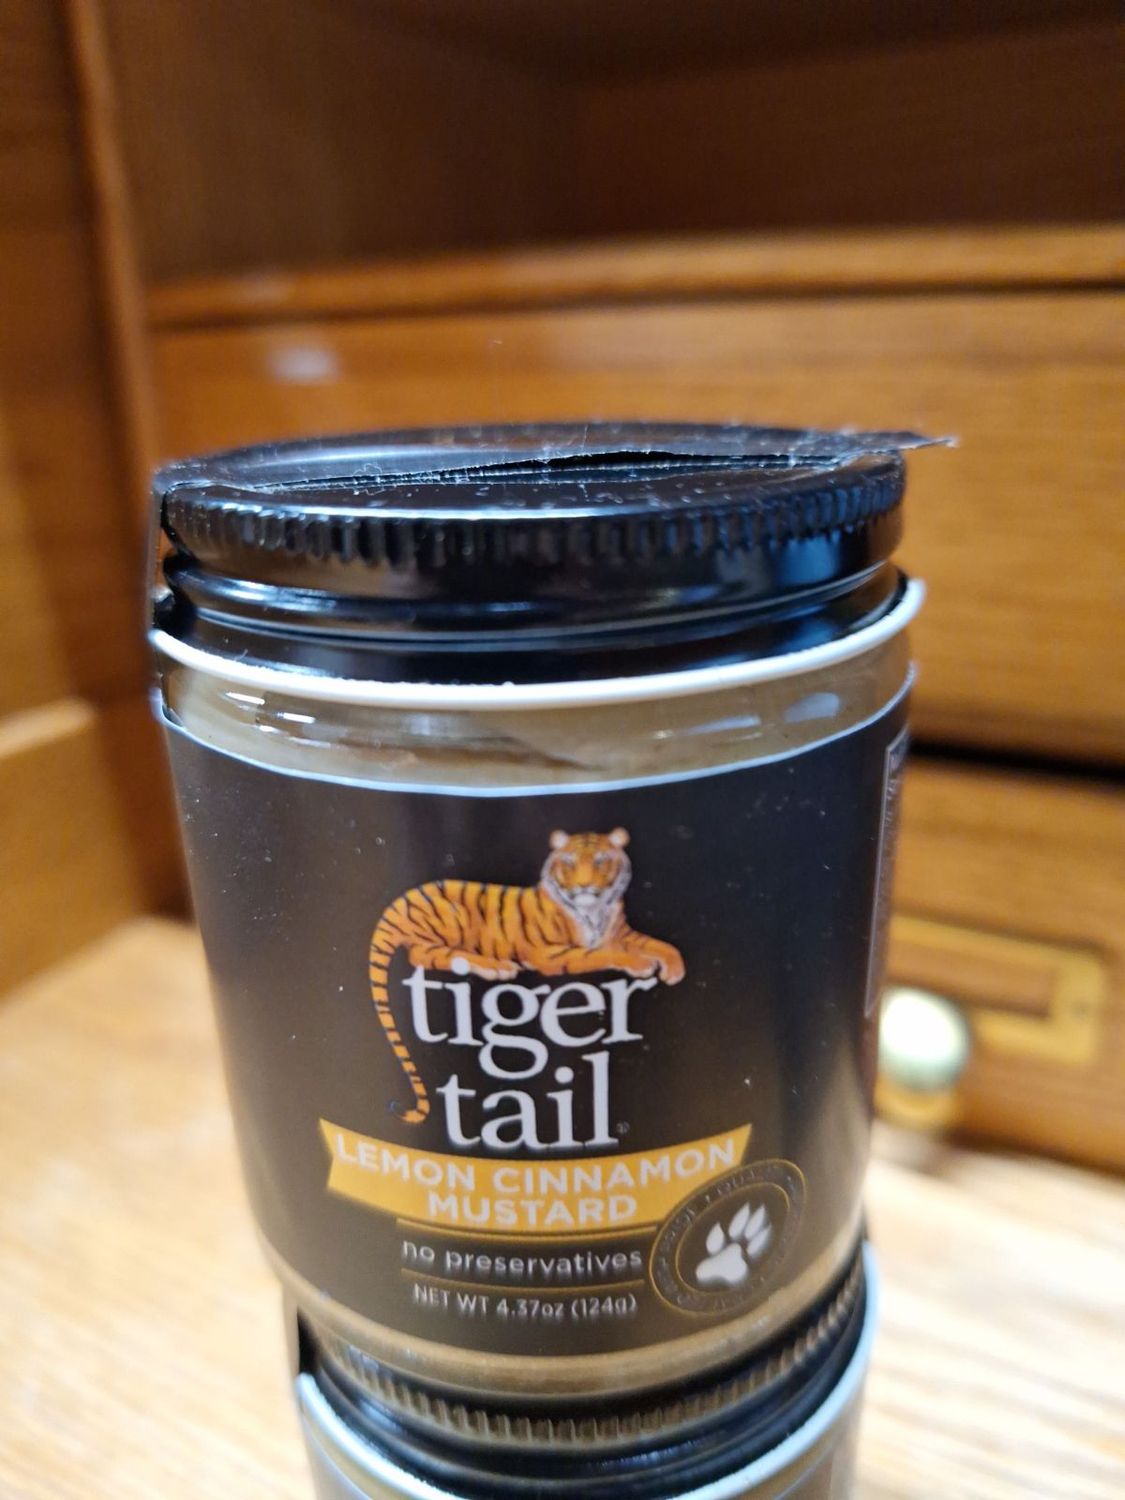 tiger
tail®
LEMON CINNAMON
MUSTARD
no preservatives
NET WT 4.37oz (124g)